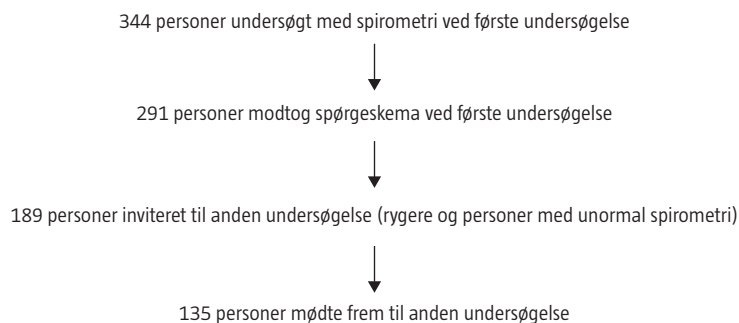 344 personer undersøgt med spirometri ved første undersøgelse
291 personer modtog spørgeskema ved første undersøgelse
189 personer inviteret til anden undersøgelse (rygere og personer med unormal spirometri)
135 personer mødte frem til anden undersøgelse